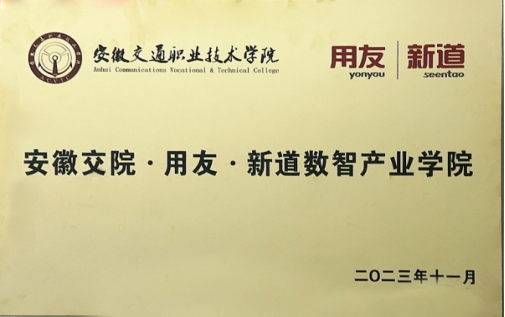 安徽交通职业技术学院
Anhui Communications Vocational & Technical College
用友 新道
yonyou seentao
安徽交院·用友·新道数智产业学院
二〇二三年十一月